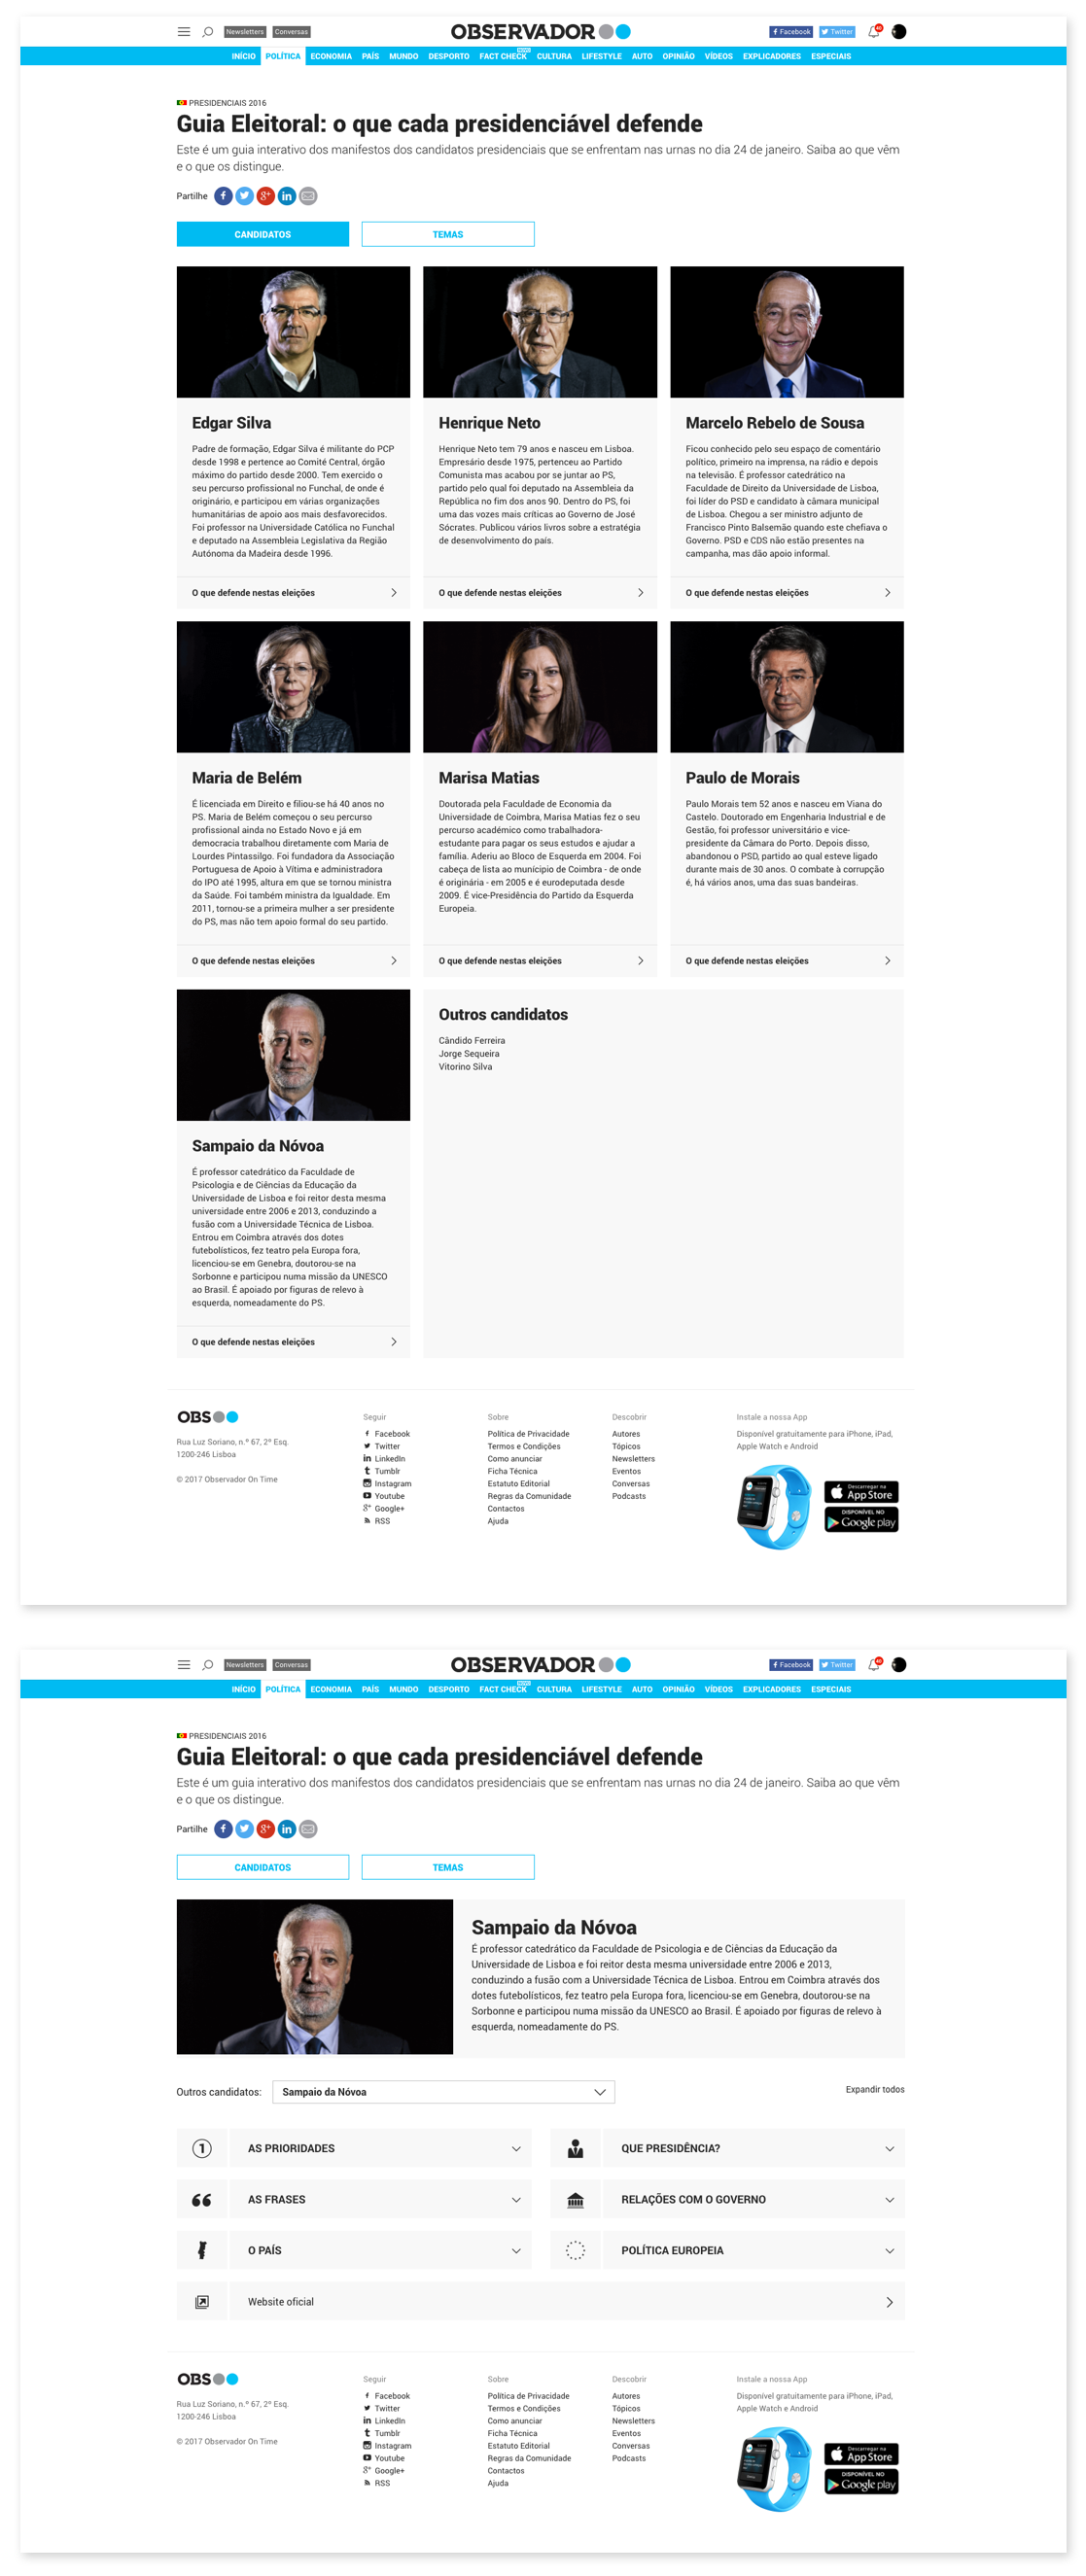 Newsletters Conversas
OBSERVADOR
Facebook Twitter
INÍCIO POLÍTICA ECONOMIA PAÍS MUNDO DESPORTO FACT CHECK CULTURA LIFESTYLE AUTO OPINIÃO VÍDEOS EXPLICADORES ESPECIAIS
PRESIDENCIAIS 2016
Guia Eleitoral: o que cada presidenciável defende
Este é um guia interativo dos manifestos dos candidatos presidenciais que se enfrentam nas urnas no dia 24 de janeiro. Saiba ao que vêm
e o que os distingue.
Partilhe
CANDIDATOS
TEMAS
Edgar Silva
Padre de formação, Edgar Silva é militante do PCP
desde 1998 e pertence ao Comité Central, órgão
máximo do partido desde 2000. Tem exercido o
seu percurso profissional no Funchal, de onde é
originário, e participou em várias organizações
humanitárias de apoio aos mais desfavorecidos.
Foi professor na Universidade Católica no Funchal
e deputado na Assembleia Legislativa da Região
Autónoma da Madeira desde 1996.
O que defende nestas eleições
Henrique Neto
Henrique Neto tem 79 anos e nasceu em Lisboa.
Empresário desde 1975, pertenceu ao Partido
Comunista mas acabou por se juntar ao PS,
partido pelo qual foi deputado na Assembleia da
República no fim dos anos 90. Dentro do PS, foi
uma das vozes mais críticas ao Governo de José
Sócrates. Publicou vários livros sobre a estratégia
de desenvolvimento do país.
O que defende nestas eleições
Marcelo Rebelo de Sousa
Ficou conhecido pelo seu espaço de comentário
político, primeiro na imprensa, na rádio e depois
na televisão. É professor catedrático na
Faculdade de Direito da Universidade de Lisboa,
foi líder do PSD e candidato à câmara municipal
de Lisboa. Chegou a ser ministro adjunto de
Francisco Pinto Balsemão quando este chefiava o
Governo. PSD e CDS não estão presentes na
campanha, mas dão apoio informal.
O que defende nestas eleições
Maria de Belém
É licenciada em Direito e filiou-se há 40 anos no
PS. Maria de Belém começou o seu percurso
profissional ainda no Estado Novo e já em
democracia trabalhou diretamente com Maria de
Lourdes Pintassilgo. Foi fundadora da Associação
Portuguesa de Apoio à Vítima e administradora
do IPO até 1995, altura em que se tornou ministra
da Saúde. Foi também ministra da Igualdade. Em
2011, tornou-se a primeira mulher a ser presidente
do PS, mas não tem apoio formal do seu partido.
O que defende nestas eleições
Marisa Matias
Doutorada pela Faculdade de Economia da
Universidade de Coimbra, Marisa Matias fez o seu
percurso académico como trabalhadora-
estudante para pagar os seus estudos e ajudar a
família. Aderiu ao Bloco de Esquerda em 2004. Foi
cabeça de lista ao município de Coimbra - de onde
é originária - em 2005 e é eurodeputada desde
2009. É vice-Presidência do Partido da Esquerda
Europeia.
O que defende nestas eleições
Paulo de Morais
Paulo Morais tem 52 anos e nasceu em Viana do
Castelo. Doutorado em Engenharia Industrial e de
Gestão, foi professor universitário e vice-
presidente da Câmara do Porto. Depois disso,
abandonou o PSD, partido ao qual esteve ligado
durante mais de 30 anos. O combate à corrupção
é, há vários anos, uma das suas bandeiras.
O que defende nestas eleições
Sampaio da Nóvoa
É professor catedrático da Faculdade de
Psicologia e de Ciências da Educação da
Universidade de Lisboa e foi reitor desta mesma
universidade entre 2006 e 2013, conduzindo a
fusão com a Universidade Técnica de Lisboa.
Entrou em Coimbra através dos dotes
futebolísticos, fez teatro pela Europa fora,
licenciou-se em Genebra, doutorou-se na
Sorbonne e participou numa missão da UNESCO
ao Brasil. É apoiado por figuras de relevo à
esquerda, nomeadamente do PS.
O que defende nestas eleições
Outros candidatos
Cândido Ferreira
Jorge Sequeira
Vitorino Silva
OBS
Rua Luz Soriano, n.º 67, 2º Esq.
1200-246 Lisboa
© 2017 Observador On Time
Seguir
Facebook
Twitter
LinkedIn
Tumblr
Instagram
Youtube
Google+
RSS
Sobre
Política de Privacidade
Termos e Condições
Como anunciar
Ficha Técnica
Estatuto Editorial
Regras da Comunidade
Contactos
Ajuda
Descobrir
Autores
Tópicos
Newsletters
Eventos
Conversas
Podcasts
Instale a nossa App
Disponível gratuitamente para iPhone, iPad,
Apple Watch e Android
Descarregar na
App Store
DISPONÍVEL NO
Google play
Newsletters Conversas
OBSERVADOR
Facebook Twitter
INÍCIO POLÍTICA ECONOMIA PAÍS MUNDO DESPORTO FACT CHECK CULTURA LIFESTYLE AUTO OPINIÃO VÍDEOS EXPLICADORES ESPECIAIS
PRESIDENCIAIS 2016
Guia Eleitoral: o que cada presidenciável defende
Este é um guia interativo dos manifestos dos candidatos presidenciais que se enfrentam nas urnas no dia 24 de janeiro. Saiba ao que vêm
e o que os distingue.
Partilhe
CANDIDATOS
TEMAS
Sampaio da Nóvoa
É professor catedrático da Faculdade de Psicologia e de Ciências da Educação da
Universidade de Lisboa e foi reitor desta mesma universidade entre 2006 e 2013,
conduzindo a fusão com a Universidade Técnica de Lisboa. Entrou em Coimbra através dos
dotes futebolísticos, fez teatro pela Europa fora, licenciou-se em Genebra, doutorou-se na
Sorbonne e participou numa missão da UNESCO ao Brasil. É apoiado por figuras de relevo à
esquerda, nomeadamente do PS.
Outros candidatos:
Sampaio da Nóvoa
Expandir todos
1
AS PRIORIDADES
QUE PRESIDÊNCIA?
AS FRASES
RELAÇÕES COM O GOVERNO
O PAÍS
POLÍTICA EUROPEIA
Website oficial
OBS
Rua Luz Soriano, n.º 67, 2º Esq.
1200-246 Lisboa
© 2017 Observador On Time
Seguir
Facebook
Twitter
LinkedIn
Tumblr
Instagram
Youtube
Google+
RSS
Sobre
Política de Privacidade
Termos e Condições
Como anunciar
Ficha Técnica
Estatuto Editorial
Regras da Comunidade
Contactos
Ajuda
Descobrir
Autores
Tópicos
Newsletters
Eventos
Conversas
Podcasts
Instale a nossa App
Disponível gratuitamente para iPhone, iPad,
Apple Watch e Android
Descarregar na
App Store
DISPONÍVEL NO
Google play